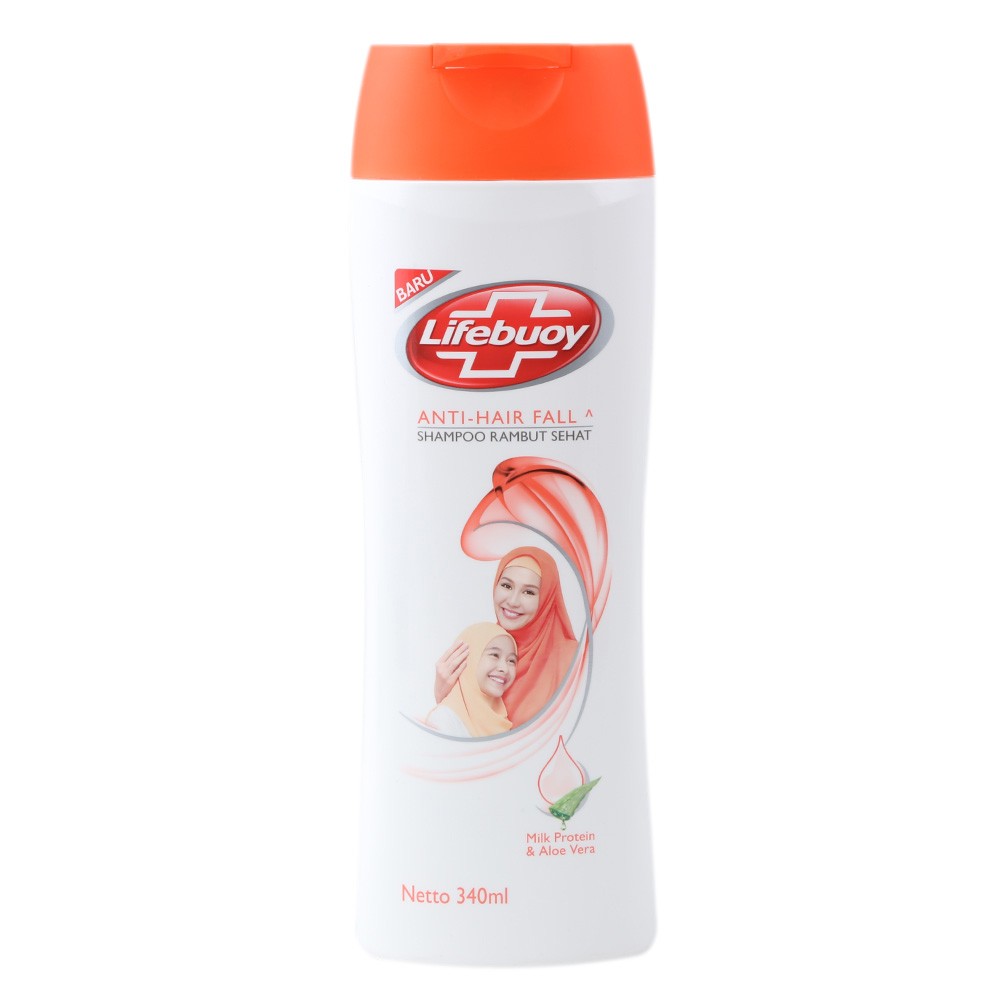 BARU
Lifebuoy
ANTI-HAIR FALL ^
SHAMPOO RAMBUT SEHAT
Milk Protein
& Aloe Vera
Netto 340ml